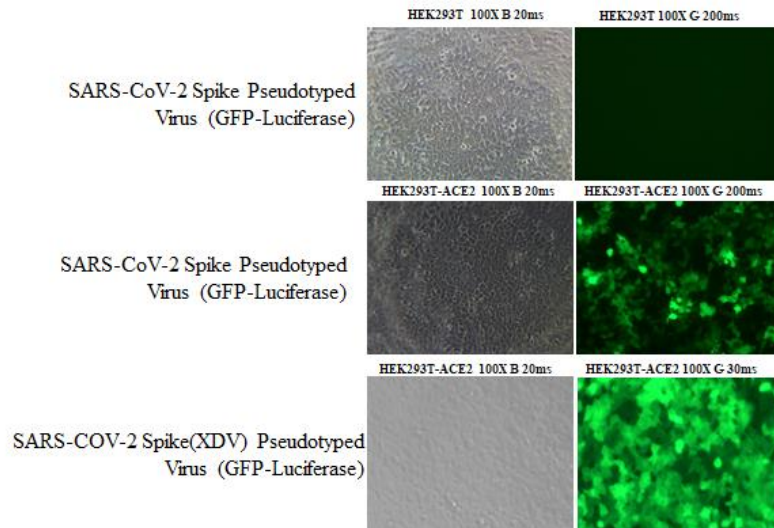 HEK293T 100X B 20ms
HEK293T 100X G 200ms
SARS-CoV-2 Spike Pseudotyped
Virus (GFP-Luciferase)
HEK293T-ACE2 100X B 20ms
HEK293T-ACE2 100X G 200ms
SARS-CoV-2 Spike Pseudotyped
Virus (GFP-Luciferase)
HEK293T-ACE2 100X B 20ms
HEK293T-ACE2 100X G 30ms
SARS-COV-2 Spike(XDV) Pseudotyped
Virus (GFP-Luciferase)